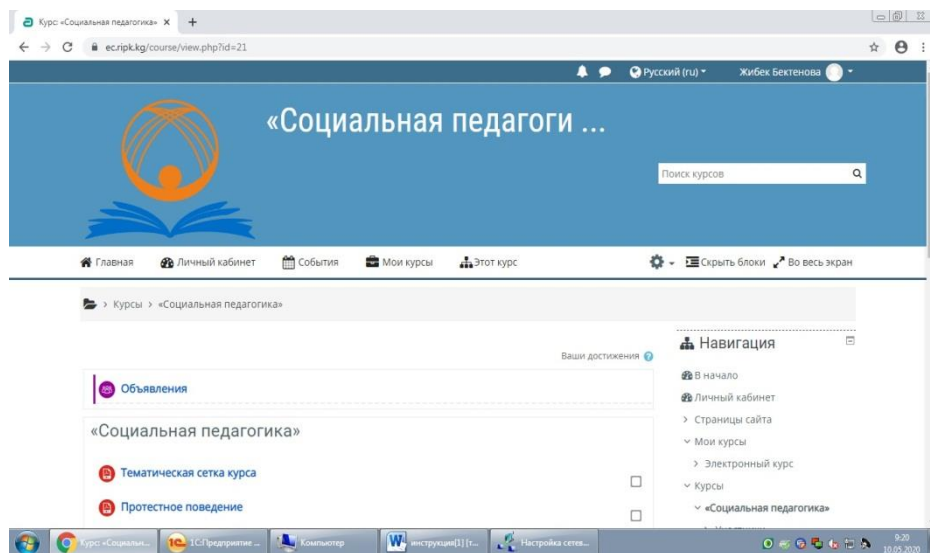 Курс: «Социальная педагогика»
ec.ripk.kg/course/view.php?id=21
Русский (ru)
Жибек Бектенова
«Социальная педагоги ...
Поиск курсов
Главная Личный кабинет События Мои курсы Этот курс Скрыть блоки Во весь экран
Курсы > «Социальная педагогика»
Навигация
Ваши достижения
В начало
Объявления
Личный кабинет
> Страницы сайта
«Социальная педагогика»
Мои курсы
> Электронный курс
Тематическая сетка курса
Курсы
«Социальная педагогика»
Протестное поведение
Курс: «Социальн... 1С:Предприятие ... Компьютер инструкция[1] [т... Настройка сетев... 9:20
10.05.2020